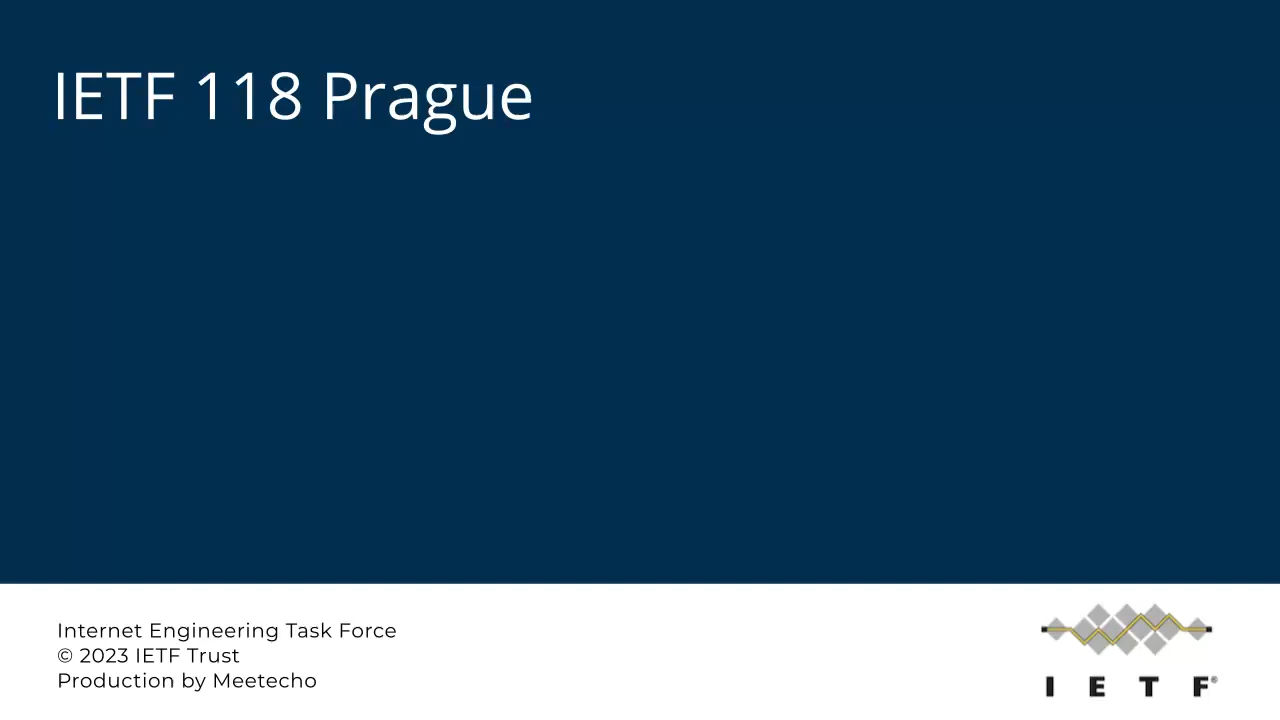 IETF 118 Prague
Internet Engineering Task Force
© 2023 IETF Trust
Production by Meetecho
I E T F®